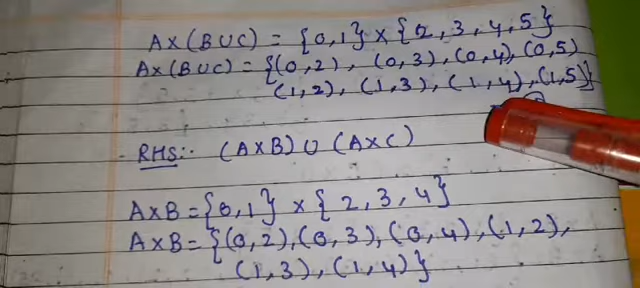 A×(B∪C) = {0,1} × {2,3,4,5}
A×(B∪C) = {(0,2), (0,3), (0,4), (0,5)
(1,2), (1,3), (1,4), (1,5)}
RHS:- (A×B) ∪ (A×C)
A×B = {0,1} × {2,3,4}
A×B = {(0,2), (0,3), (0,4), (1,2),
(1,3), (1,4)}